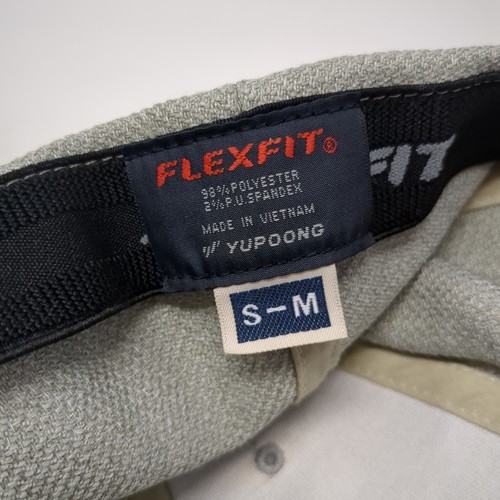 FLEXFIT®
98% POLYESTER
2% P.U.SPANDEX
MADE IN VIETNAM
YUPOONG
FIT
S-M